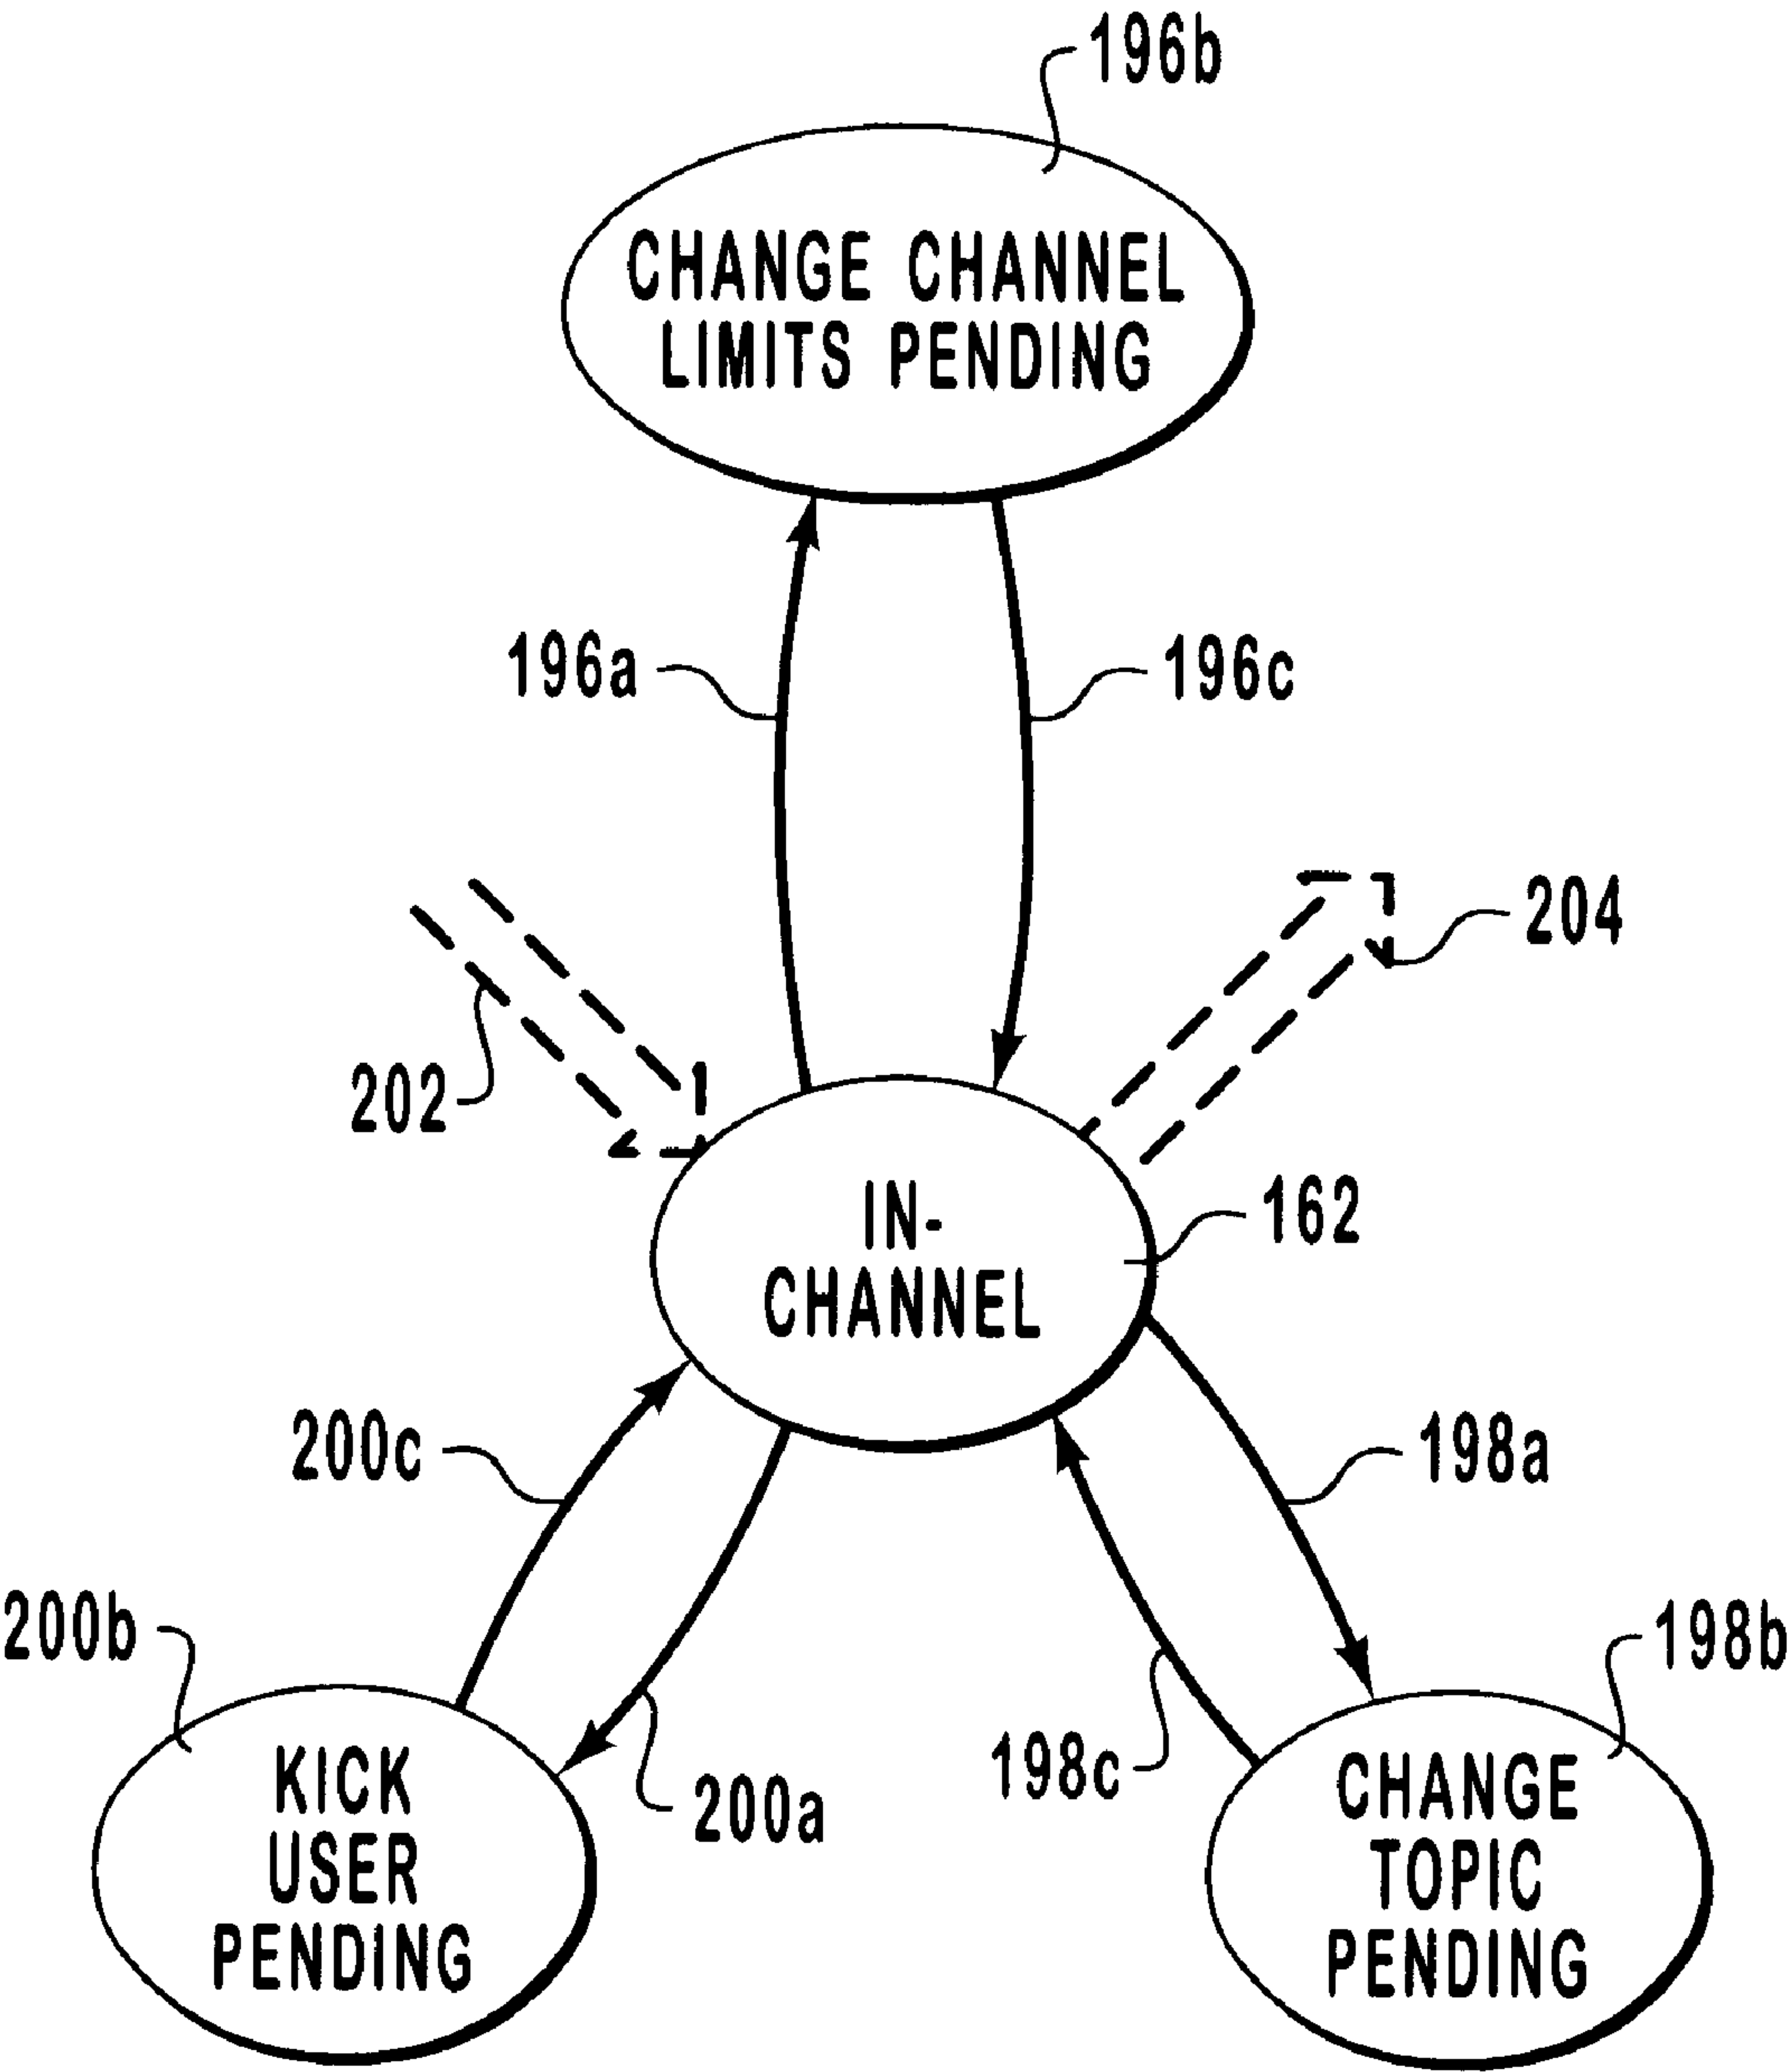 196b
CHANGE CHANNEL
LIMITS PENDING
196a
196c
204
202
162
IN-
CHANNEL
200c
198a
200b
198b
KICK
USER
PENDING
200a
198c
CHANGE
TOPIC
PENDING